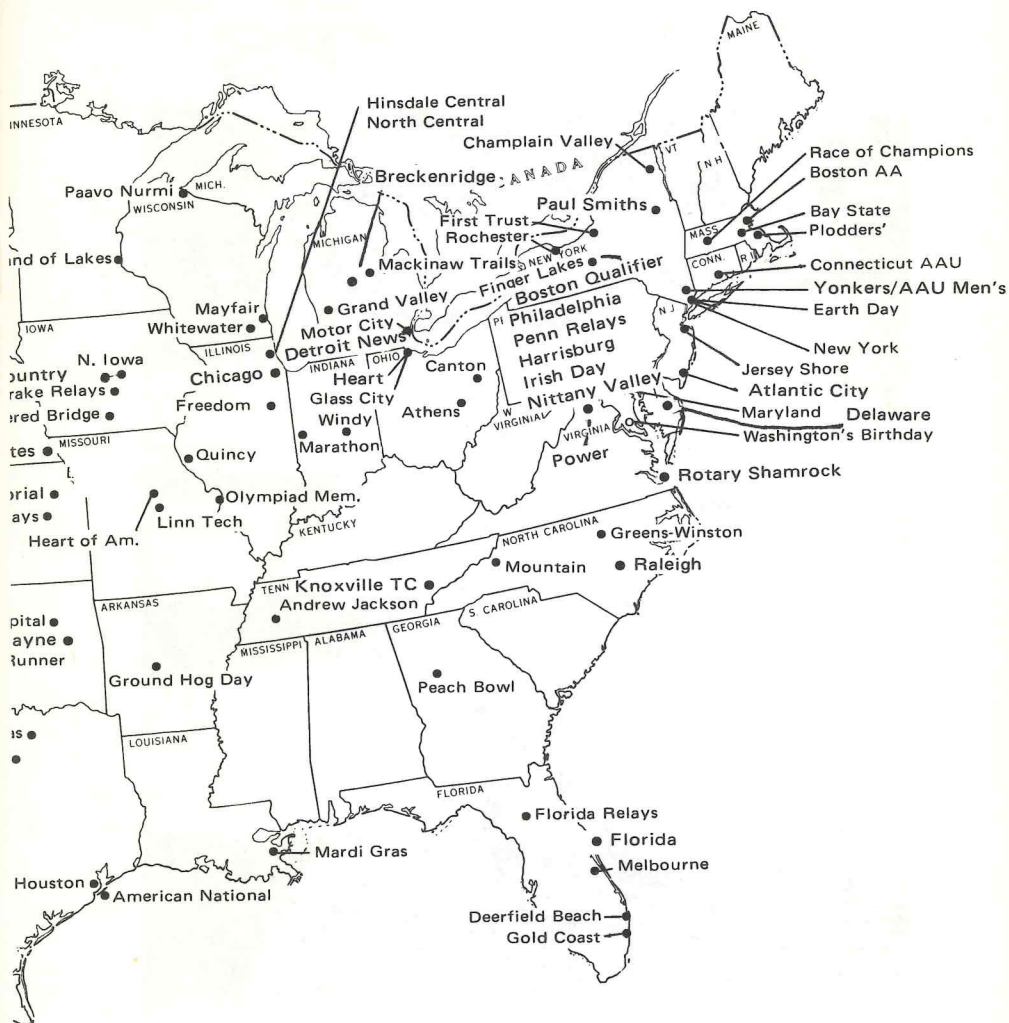 MAINE
INNESOTA
Hinsdale Central
North Central
Champlain Valley
VT
NH
Race of Champions
Boston AA
Paavo Nurmi
MICH.
WISCONSIN
Breckenridge
ANADA
Paul Smiths
Bay State
Plodders'
First Trust
Rochester
MASS
MICHIGAN
NEW YORK
nd of Lakes
Mackinaw Trails
Finger Lakes
Boston Qualifier
CONN.
RI
Connecticut AAU
Yonkers/AAU Men's
Earth Day
Mayfair
Whitewater
Grand Valley
Motor City
Detroit News
Philadelphia
Penn Relays
Harrisburg
Irish Day
Nittany Valley
NJ
New York
Jersey Shore
Atlantic City
IOWA
ILLINOIS
INDIANA
OHIO
N. Iowa
ountry
rake Relays
ered Bridge
Chicago
Heart
Glass City
Canton
Freedom
Athens
Windy
Marathon
W
VIRGINIA
VIRGINIA
Maryland
Delaware
Washington's Birthday
Power
MISSOURI
tes
Quincy
Rotary Shamrock
orial
ays
Olympiad Mem.
Linn Tech
Heart of Am.
KENTUCKY
NORTH CAROLINA
Greens-Winston
Mountain
Raleigh
TENN
Knoxville TC
Andrew Jackson
ARKANSAS
S. CAROLINA
pital
ayne
Runner
MISSISSIPPI
ALABAMA
GEORGIA
Ground Hog Day
Peach Bowl
as
LOUISIANA
FLORIDA
Florida Relays
Florida
Mardi Gras
Melbourne
Houston
American National
Deerfield Beach
Gold Coast